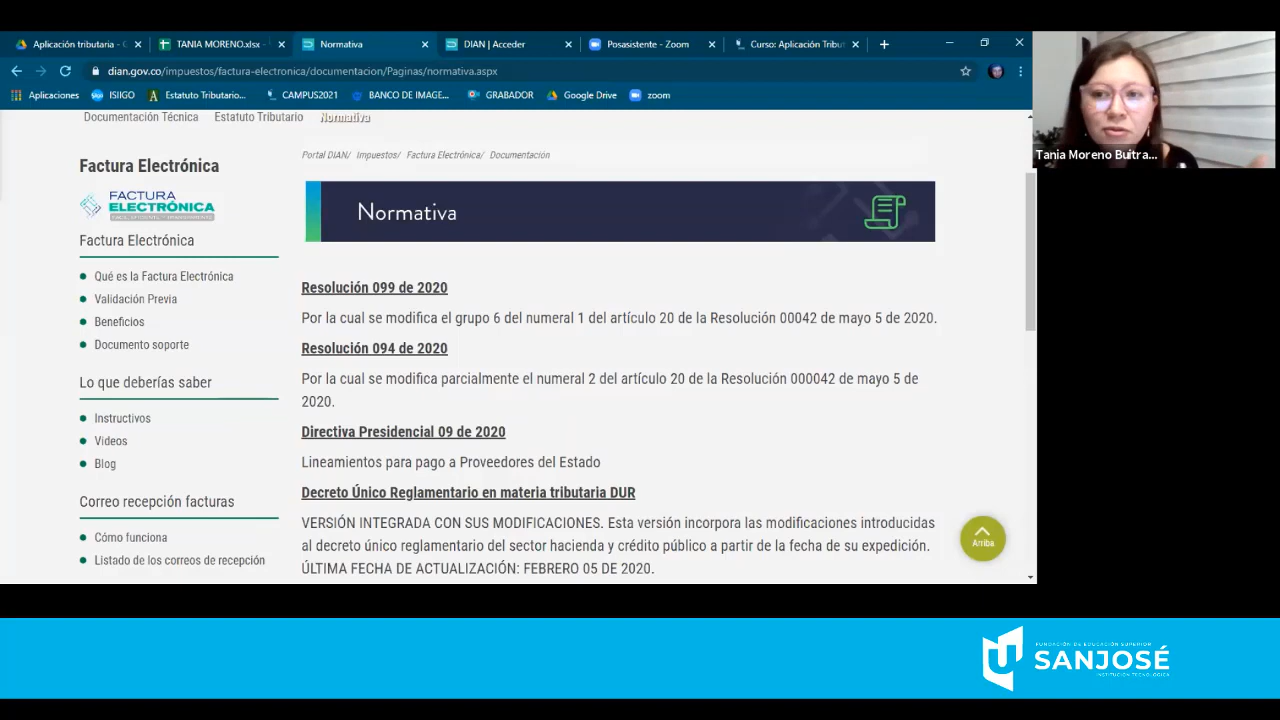 Aplicación tributaria - G
TANIA MORENO.xlsx -
Normativa
DIAN | Acceder
Posasistente - Zoom
Curso: Aplicación Tribut
dian.gov.co/impuestos/factura-electronica/documentacion/Paginas/normativa.aspx
Aplicaciones
ISIIGO
Estatuto Tributario...
CAMPUS2021
BANCO DE IMAGE...
GRABADOR
Google Drive
zoom
Tania Moreno Buitra...
Documentación Técnica
Estatuto Tributario
Normativa
Portal DIAN/ Impuestos/ Factura Electrónica/ Documentación
Factura Electrónica
FACTURA
ELECTRÓNICA
Factura Electrónica
Qué es la Factura Electrónica
Validación Previa
Beneficios
Documento soporte
Lo que deberías saber
Instructivos
Videos
Blog
Correo recepción facturas
Cómo funciona
Listado de los correos de recepción
Normativa
Resolución 099 de 2020
Por la cual se modifica el grupo 6 del numeral 1 del artículo 20 de la Resolución 00042 de mayo 5 de 2020.
Resolución 094 de 2020
Por la cual se modifica parcialmente el numeral 2 del artículo 20 de la Resolución 000042 de mayo 5 de
2020.
Directiva Presidencial 09 de 2020
Lineamientos para pago a Proveedores del Estado
Decreto Único Reglamentario en materia tributaria DUR
VERSIÓN INTEGRADA CON SUS MODIFICACIONES. Esta versión incorpora las modificaciones introducidas
al decreto único reglamentario del sector hacienda y crédito público a partir de la fecha de su expedición.
ÚLTIMA FECHA DE ACTUALIZACIÓN: FEBRERO 05 DE 2020.
Arriba
FUNDACIÓN DE EDUCACIÓN SUPERIOR
SANJOSÉ
INSTITUCIÓN TECNOLÓGICA